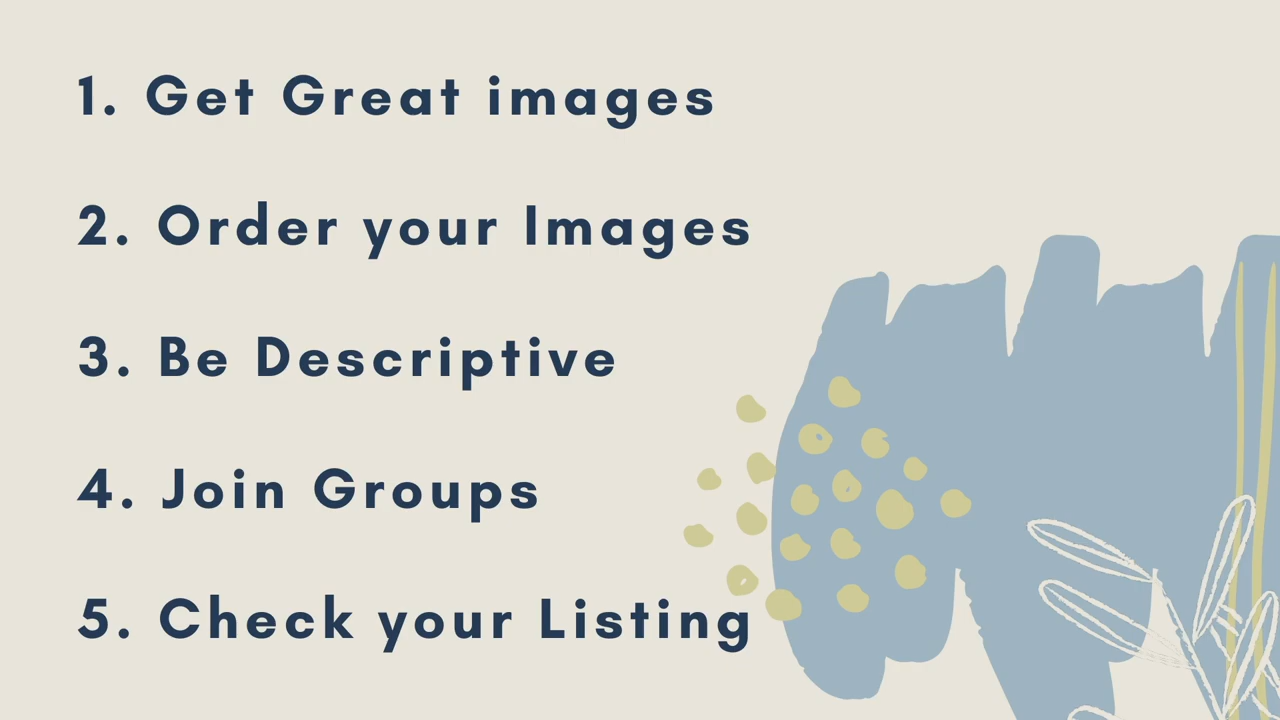 1. Get Great images
2. Order your Images
3. Be Descriptive
4. Join Groups
5. Check your Listing